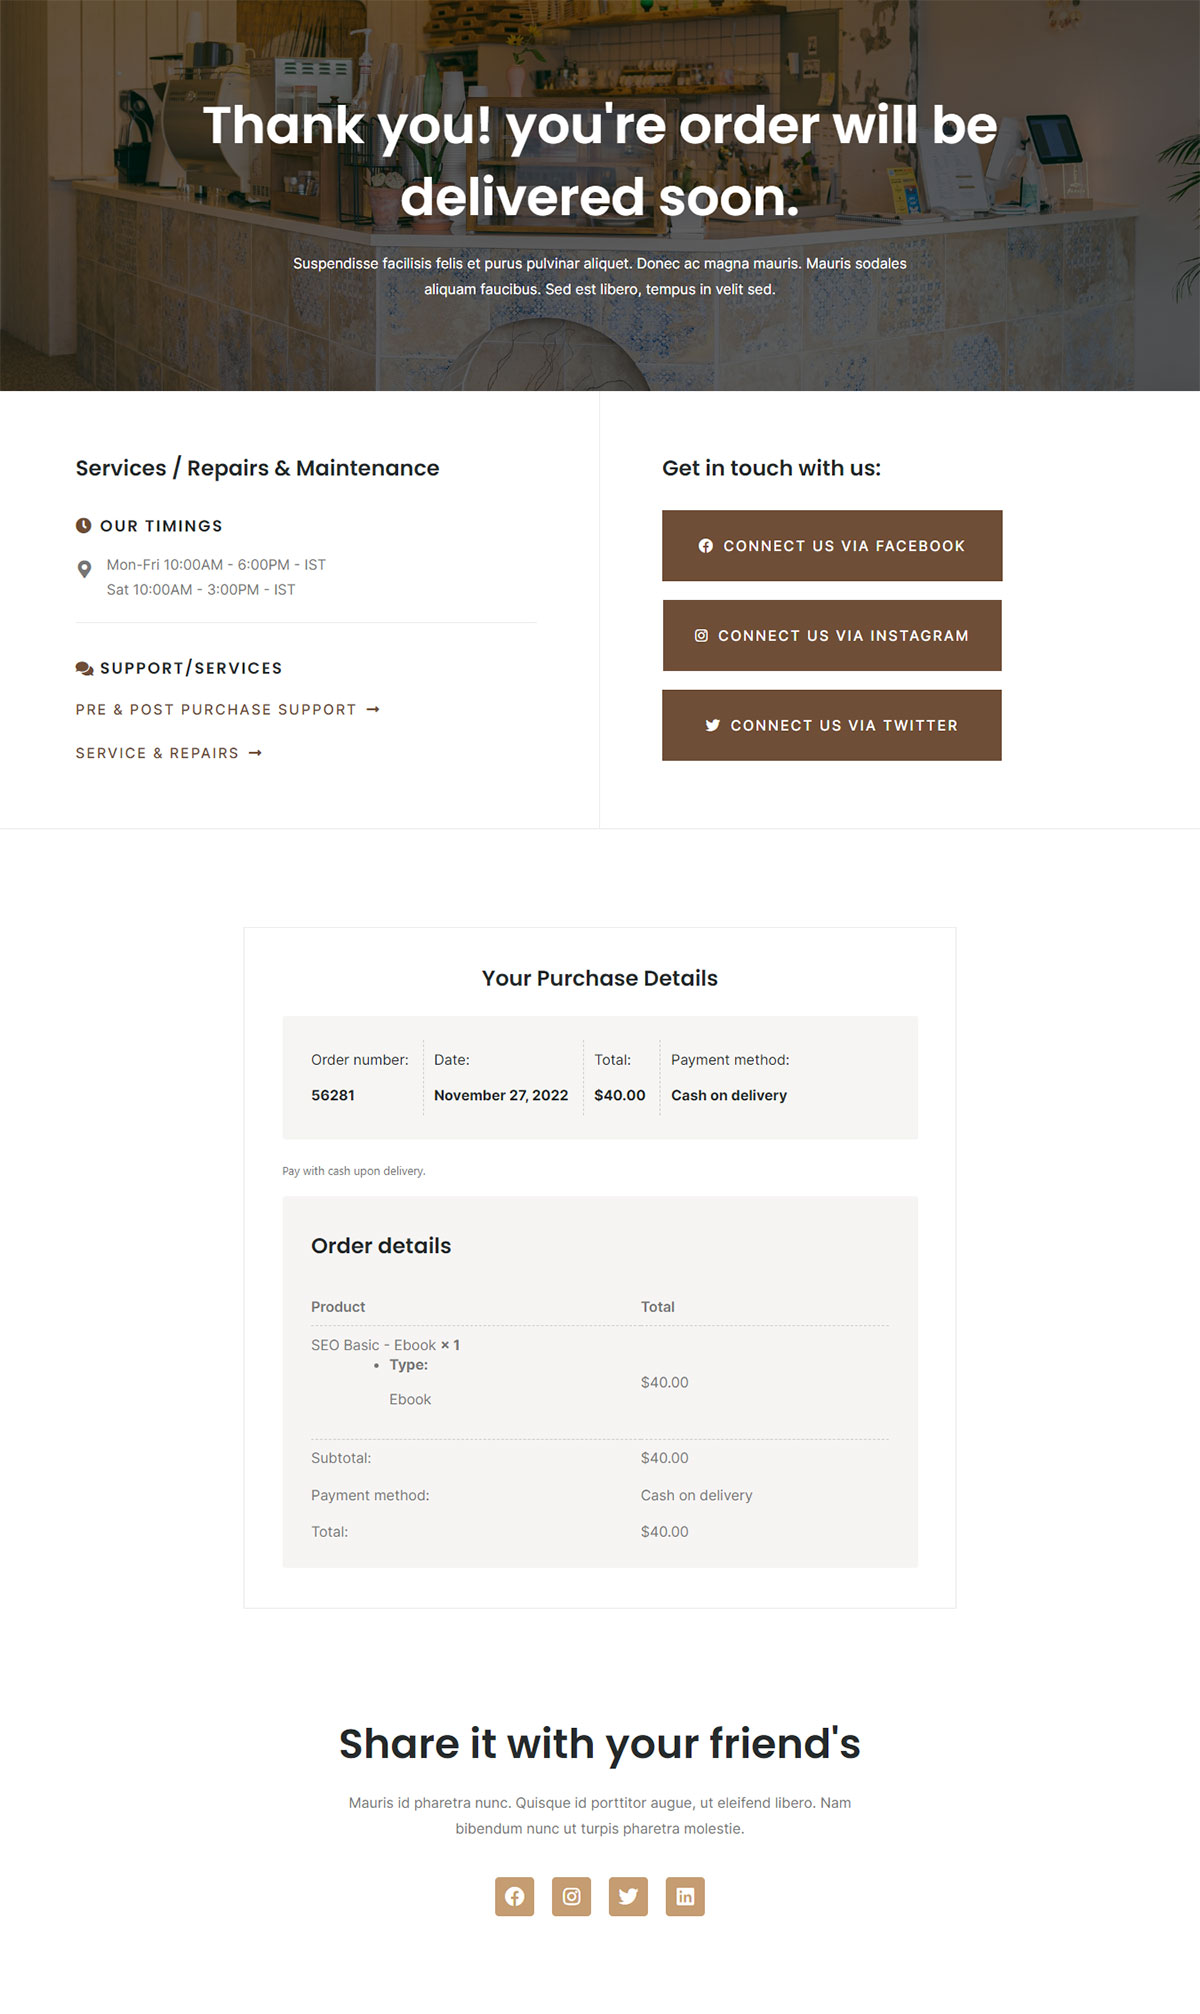 Thank you! you're order will be
delivered soon.
Suspendisse facilisis felis et purus pulvinar aliquet. Donec ac magna mauris. Mauris sodales
aliquam faucibus. Sed est libero, tempus in velit sed.
Services / Repairs & Maintenance
OUR TIMINGS
Mon-Fri 10:00AM - 6:00PM - IST
Sat 10:00AM - 3:00PM - IST
SUPPORT/SERVICES
PRE & POST PURCHASE SUPPORT →
SERVICE & REPAIRS →
Get in touch with us:
CONNECT US VIA FACEBOOK
CONNECT US VIA INSTAGRAM
CONNECT US VIA TWITTER
Your Purchase Details
Order number: Date: Total: Payment method:
56281 November 27, 2022 $40.00 Cash on delivery
Pay with cash upon delivery.
Order details
Product Total
SEO Basic - Ebook × 1
• Type:
$40.00
Ebook
Subtotal: $40.00
Payment method: Cash on delivery
Total: $40.00
Share it with your friend's
Mauris id pharetra nunc. Quisque id porttitor augue, ut eleifend libero. Nam
bibendum nunc ut turpis pharetra molestie.